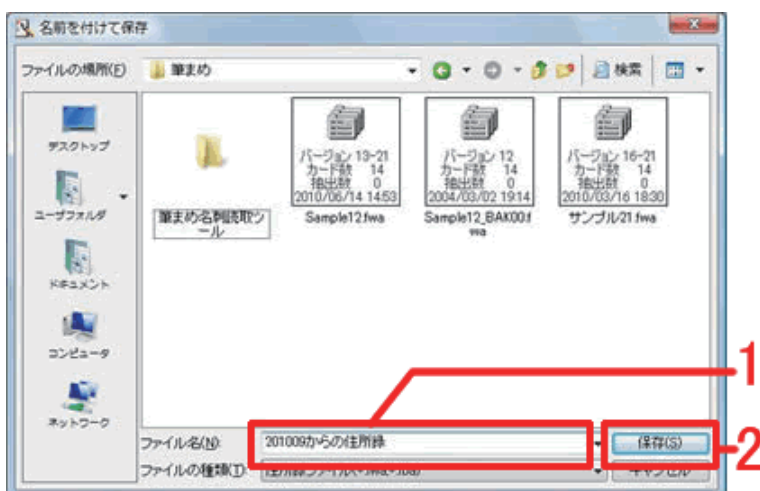 名前を付けて保存
ファイルの場所(F)
筆まめ
検索
デスクトップ
ユーザフォルダ
ドキュメント
コンピュータ
ネットワーク
筆まめ名刺読取ツ
ール
バージョン 13-21
カード数 14
抽出数 0
2010/06/14 14:53
Sample12.fwa
バージョン 12
カード数 14
抽出数 0
2004/03/02 19:14
Sample12_BAK00.f
wa
バージョン 16-21
カード数 14
抽出数 0
2010/03/16 18:30
サンプル21.fwa
1
ファイル名(N):
201009からの住所録
保存(S)
2
ファイルの種類(T):
キャンセル